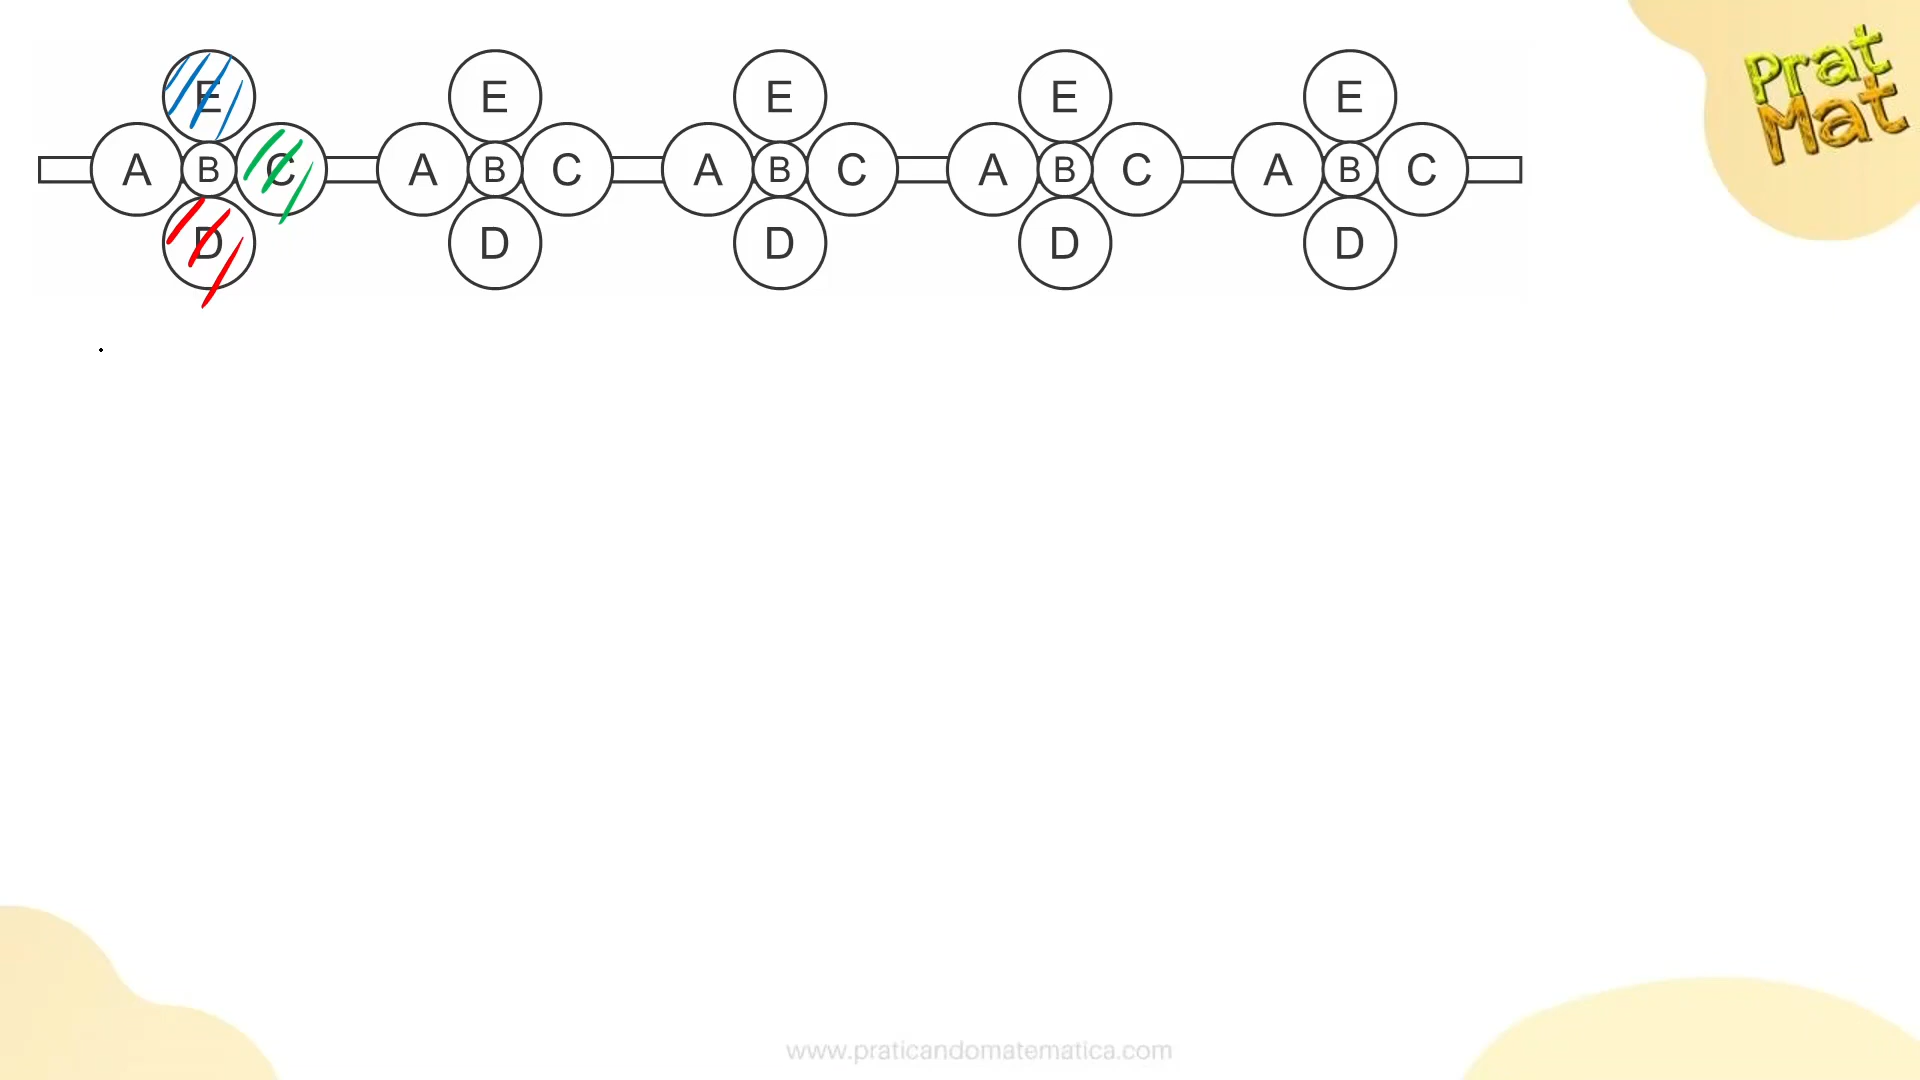 E E E E E
A B C A B C A B C A B C A B C
D D D D D
Prat
Mat
www.praticandomatematica.com